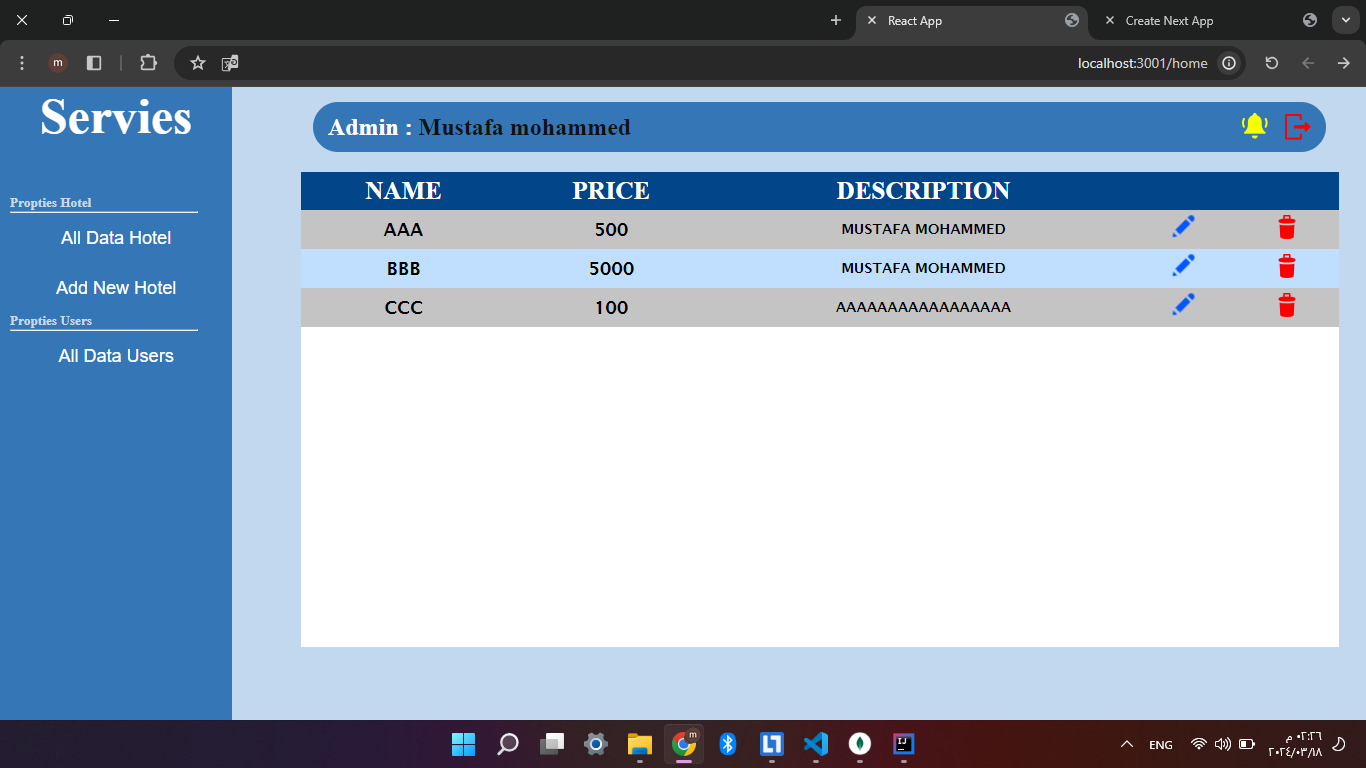 React App
Create Next App
m
localhost:3001/home
Servies
Admin : Mustafa mohammed
Propties Hotel
All Data Hotel
Add New Hotel
Propties Users
All Data Users
NAME PRICE DESCRIPTION
AAA 500 MUSTAFA MOHAMMED
BBB 5000 MUSTAFA MOHAMMED
CCC 100 AAAAAAAAAAAAAAAAA
m
IJ
ENG
٠٢:٢٦ م
٢٠٢٤/٠٣/١٨